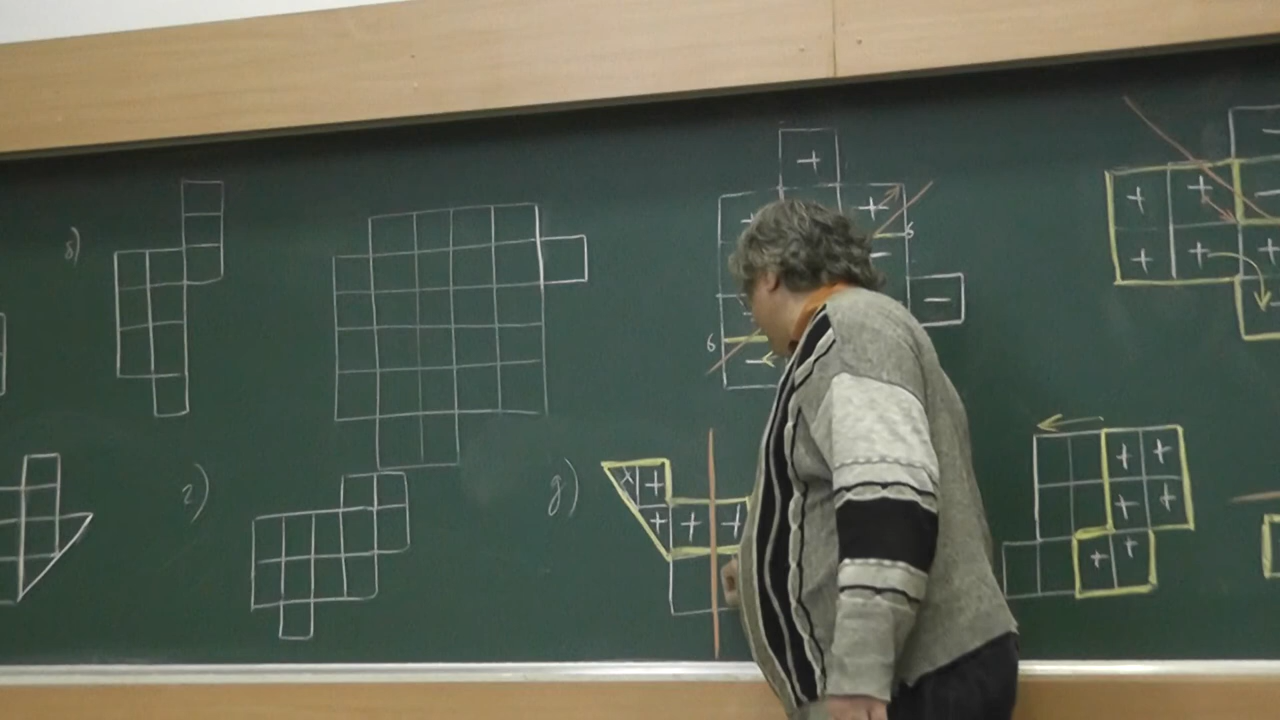 б)
+
+ +
6
-
-
6
-
г)
д)
x +
+ + +
+ + -
+ + +
-
+ +
+ +
+ +